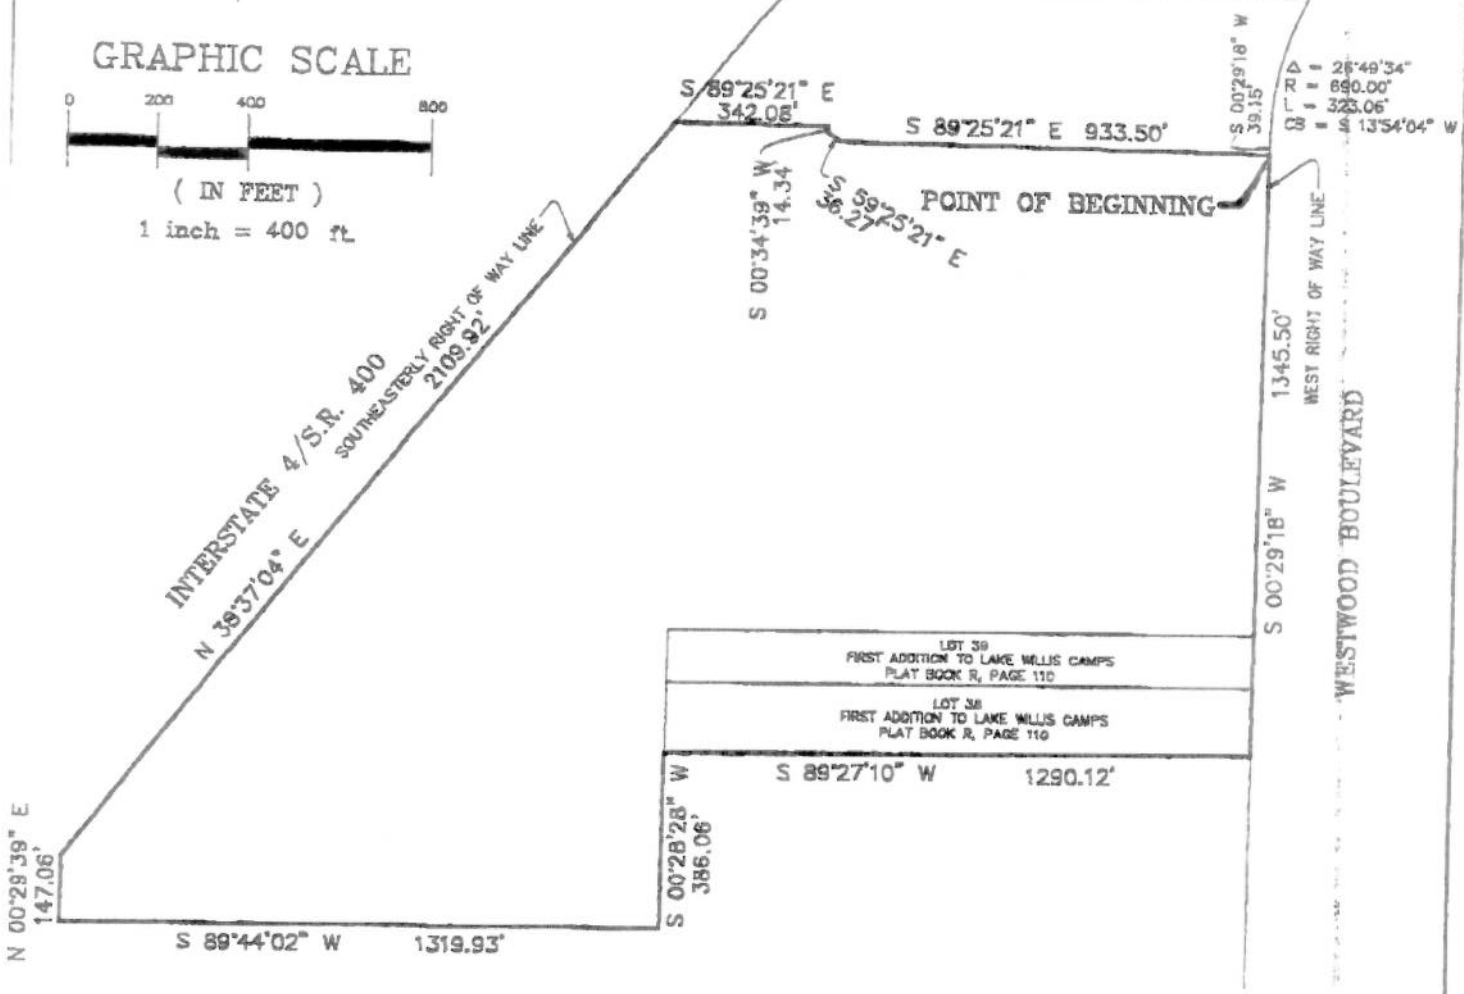 GRAPHIC SCALE
0 200 400 800
( IN FEET )
1 inch = 400 ft.
S 89°25'21" E
342.08'
S 89°25'21" E 933.50'
S 00°29'18" W
39.15'
Δ = 26°49'34"
R = 690.00'
L = 323.06'
CB = S 13°54'04" W
S 00°34'39" W
14.34
S 59°25'21" E
36.27'
POINT OF BEGINNING
WEST RIGHT OF WAY LINE
1345.50'
S 00°29'18" W
WESTWOOD BOULEVARD
INTERSTATE 4/S.R. 400
SOUTHEASTERLY RIGHT OF WAY LINE
2109.92'
N 38°37'04" E
LOT 39
FIRST ADDITION TO LAKE WILLIS CAMPS
PLAT BOOK R, PAGE 110
LOT 38
FIRST ADDITION TO LAKE WILLIS CAMPS
PLAT BOOK R, PAGE 110
S 89°27'10" W 1290.12'
S 00°28'28" W
386.06'
N 00°29'39" E
147.06'
S 89°44'02" W 1319.93'